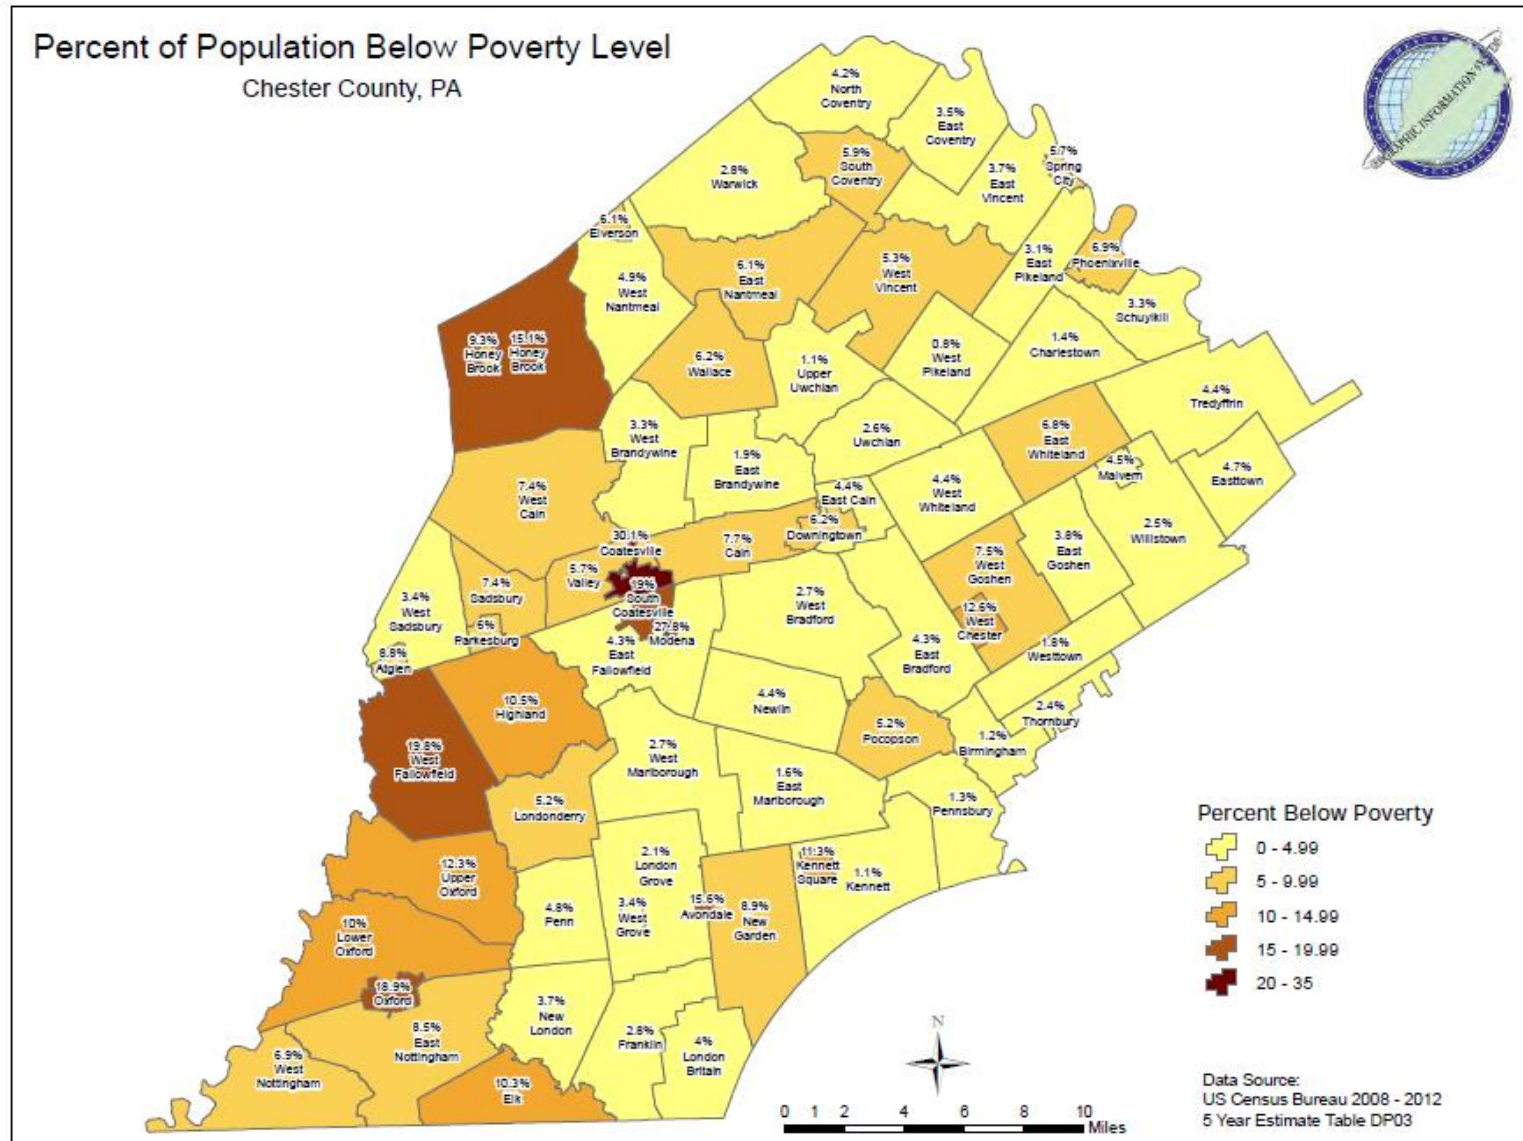 Percent of Population Below Poverty Level
Chester County, PA
4.2%
North
Coventry
3.5%
East
Coventry
5.9%
South
Coventry
2.8%
Warwick
3.7%
East
Vincent
5.7%
Spring
City
6.1%
Elverson
4.9%
West
Nantmeal
6.1%
East
Nantmeal
5.3%
West
Vincent
3.1%
East
Pikeland
6.9%
Phoenixville
3.3%
Schuylkill
9.3%
Honey
Brook
15.1%
Honey
Brook
6.2%
Wallace
1.1%
Upper
Uwchlan
0.8%
West
Pikeland
1.4%
Charlestown
4.4%
Tredyffrin
3.3%
West
Brandywine
1.9%
East
Brandywine
2.6%
Uwchlan
6.8%
East
Whiteland
4.5%
Malvern
4.7%
Easttown
7.4%
West
Caln
4.4%
East Caln
4.4%
West
Whiteland
2.5%
Willistown
30.1%
Coatesville
7.7%
Caln
6.2%
Downingtown
7.5%
West
Goshen
3.8%
East
Goshen
3.4%
West
Sadsbury
7.4%
Sadsbury
5.7%
Valley
19%
South
Coatesville
2.7%
West
Bradford
12.6%
West
Chester
6%
Parkesburg
27.8%
Modena
4.3%
East
Fallowfield
4.3%
East
Bradford
1.8%
Westtown
8.8%
Atglen
10.5%
Highland
4.4%
Newlin
5.2%
Pocopson
2.4%
Thornbury
1.2%
Birmingham
19.8%
West
Fallowfield
2.7%
West
Marlborough
1.6%
East
Marlborough
1.3%
Pennsbury
5.2%
Londonderry
12.3%
Upper
Oxford
2.1%
London
Grove
11.3%
Kennett
Square
1.1%
Kennett
4.8%
Penn
3.4%
West
Grove
15.6%
Avondale
8.9%
New
Garden
10%
Lower
Oxford
18.9%
Oxford
3.7%
New
London
2.8%
Franklin
4%
London
Britain
8.5%
East
Nottingham
6.9%
West
Nottingham
10.3%
Elk
Percent Below Poverty
0 - 4.99
5 - 9.99
10 - 14.99
15 - 19.99
20 - 35
N
0 1 2 4 6 8 10
Miles
Data Source:
US Census Bureau 2008 - 2012
5 Year Estimate Table DP03